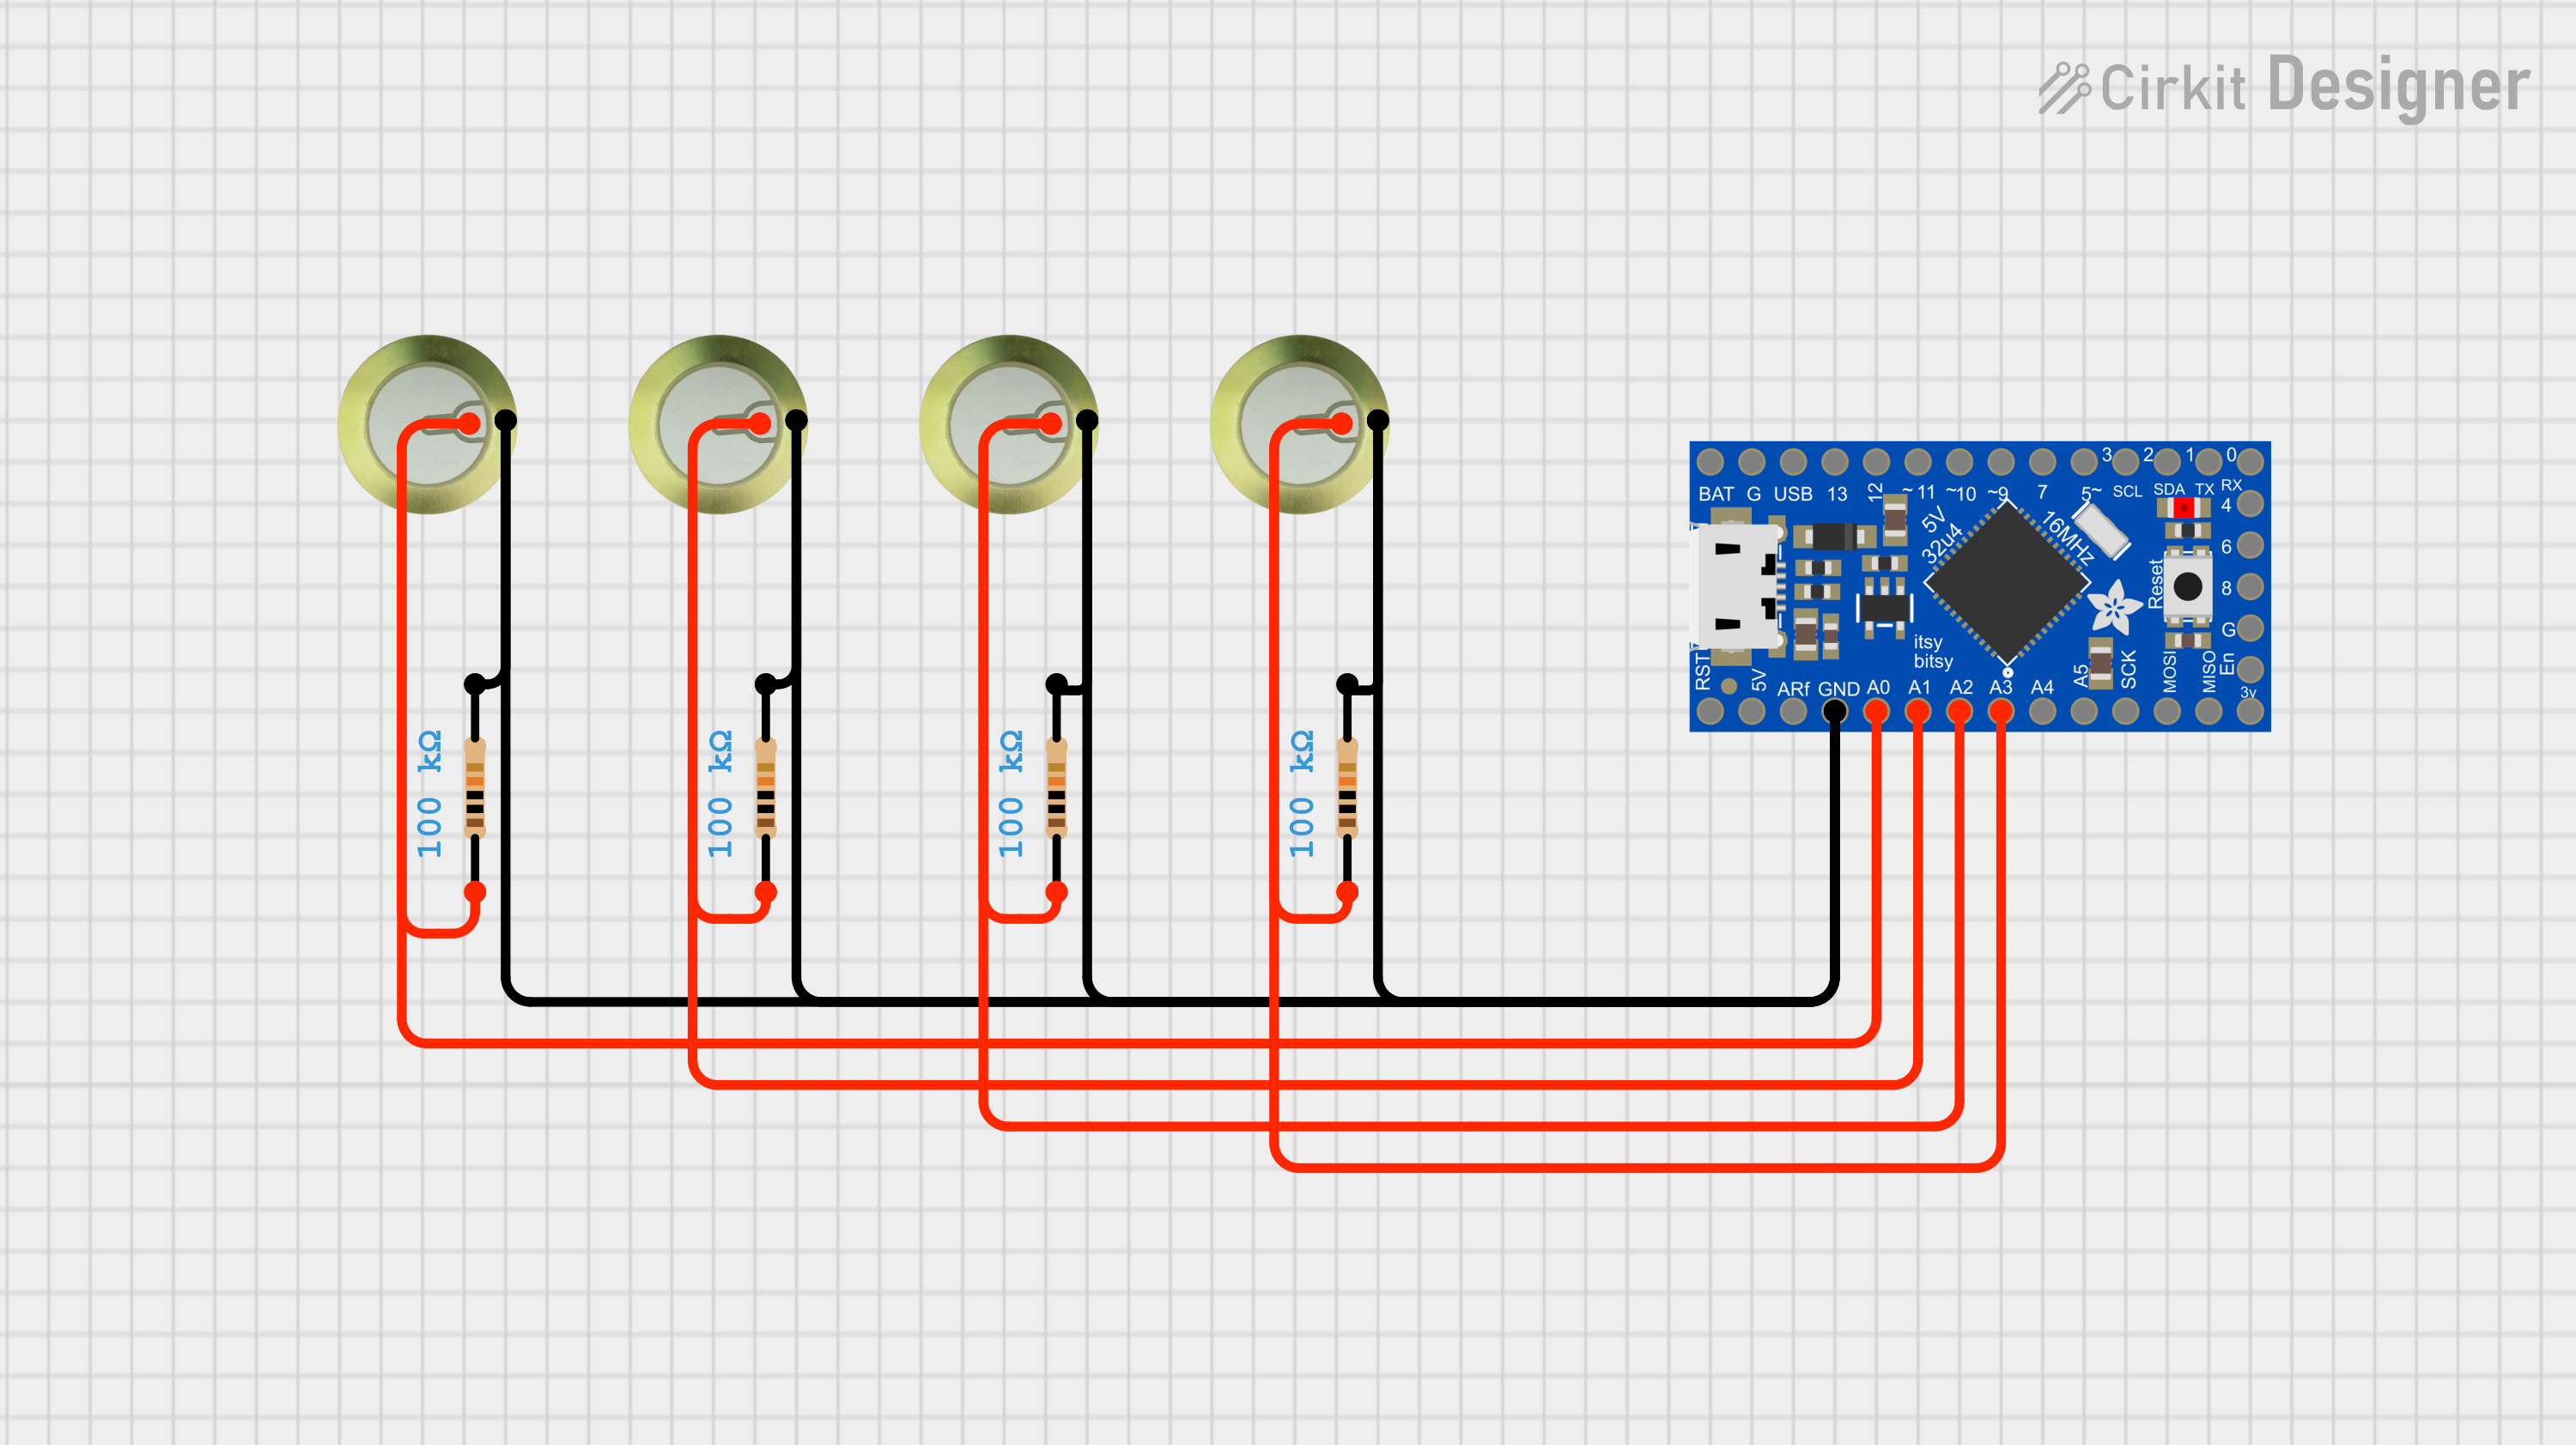 Cirkit Designer
3 2 1 0
BAT G USB 13 12 ~11 ~10 ~9 7 5~ SCL SDA TX RX
4
5V
32u4
16MHz
6
Reset
8
G
itsy
bitsy
En
RST 5V ARf GND A0 A1 A2 A3 A4 A5 SCK MOSI MISO 3v
100 kΩ
100 kΩ
100 kΩ
100 kΩ